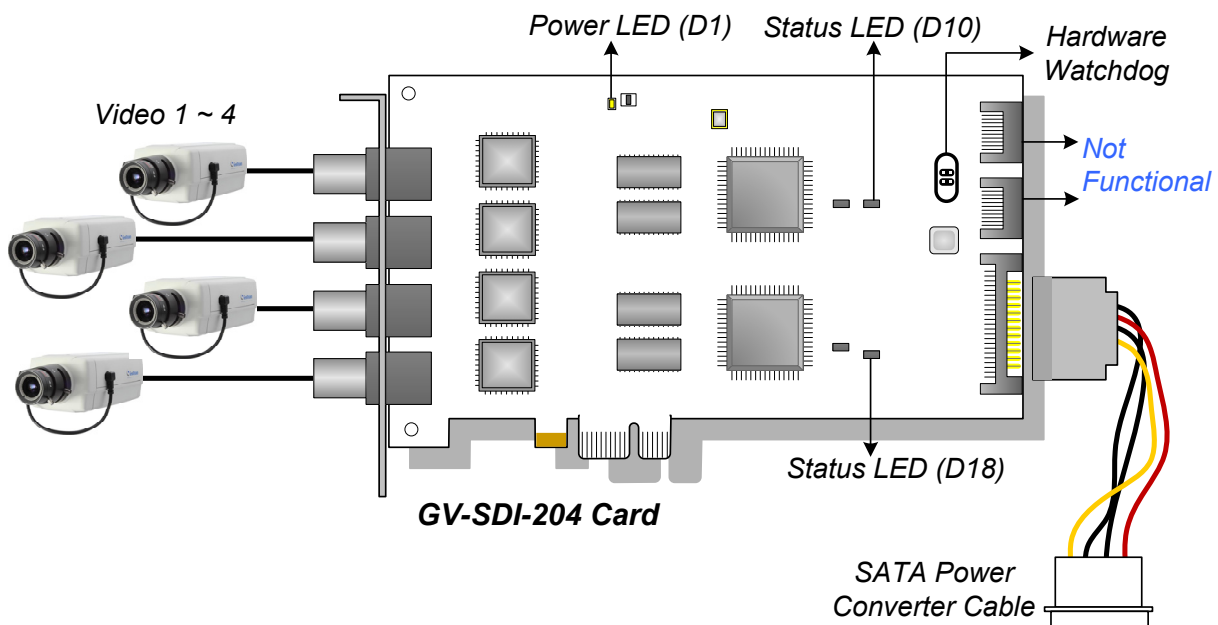 Power LED (D1)
Status LED (D10)
Hardware
Watchdog
Video 1 ~ 4
Not
Functional
Status LED (D18)
GV-SDI-204 Card
SATA Power
Converter Cable